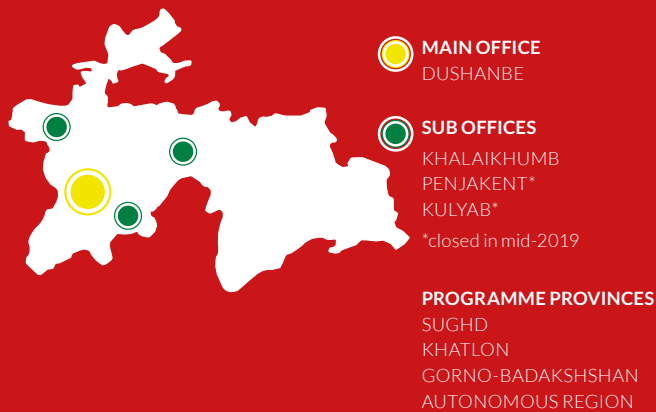 MAIN OFFICE
DUSHANBE
SUB OFFICES
KHALAIKHUMB
PENJAKENT*
KULYAB*
*closed in mid-2019
PROGRAMME PROVINCES
SUGHD
KHATLON
GORNO-BADAKSHSHAN
AUTONOMOUS REGION